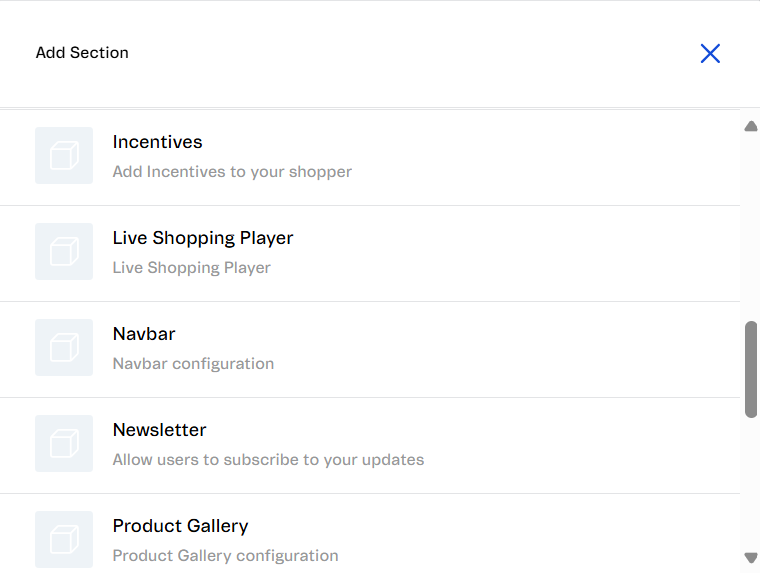 Add Section
Incentives
Add Incentives to your shopper
Live Shopping Player
Live Shopping Player
Navbar
Navbar configuration
Newsletter
Allow users to subscribe to your updates
Product Gallery
Product Gallery configuration